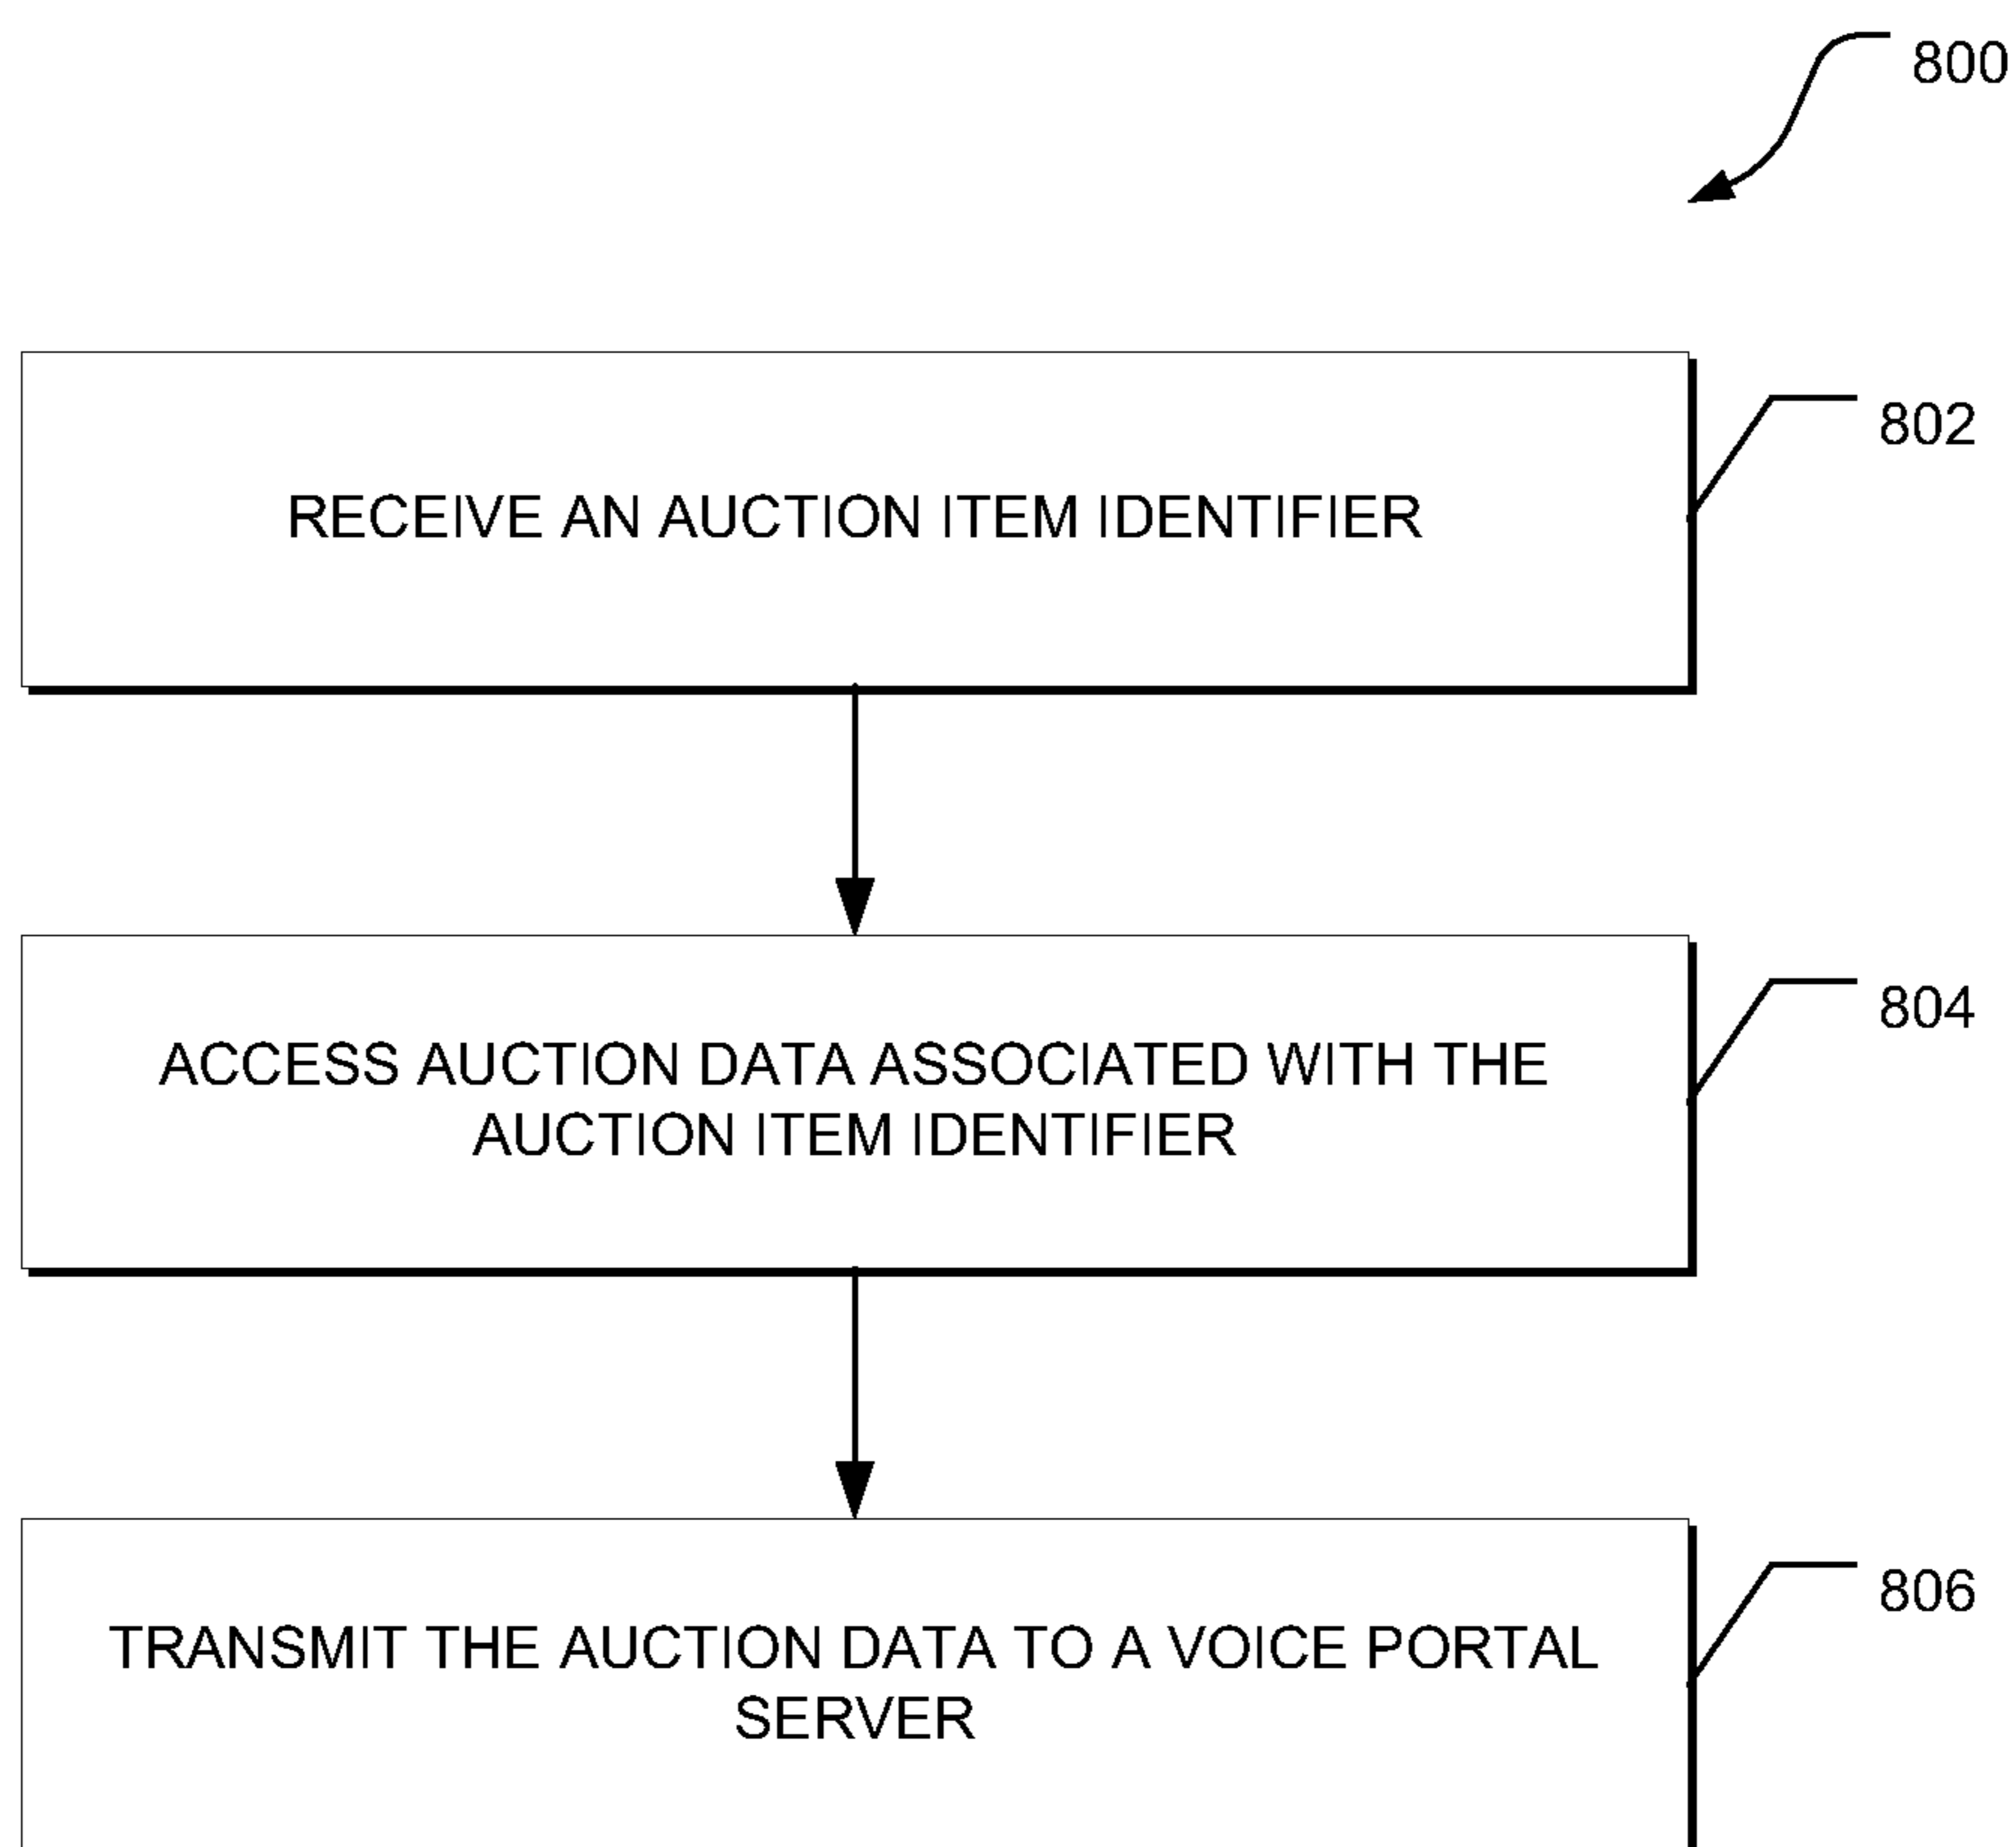 800
802
RECEIVE AN AUCTION ITEM IDENTIFIER
804
ACCESS AUCTION DATA ASSOCIATED WITH THE
AUCTION ITEM IDENTIFIER
806
TRANSMIT THE AUCTION DATA TO A VOICE PORTAL
SERVER